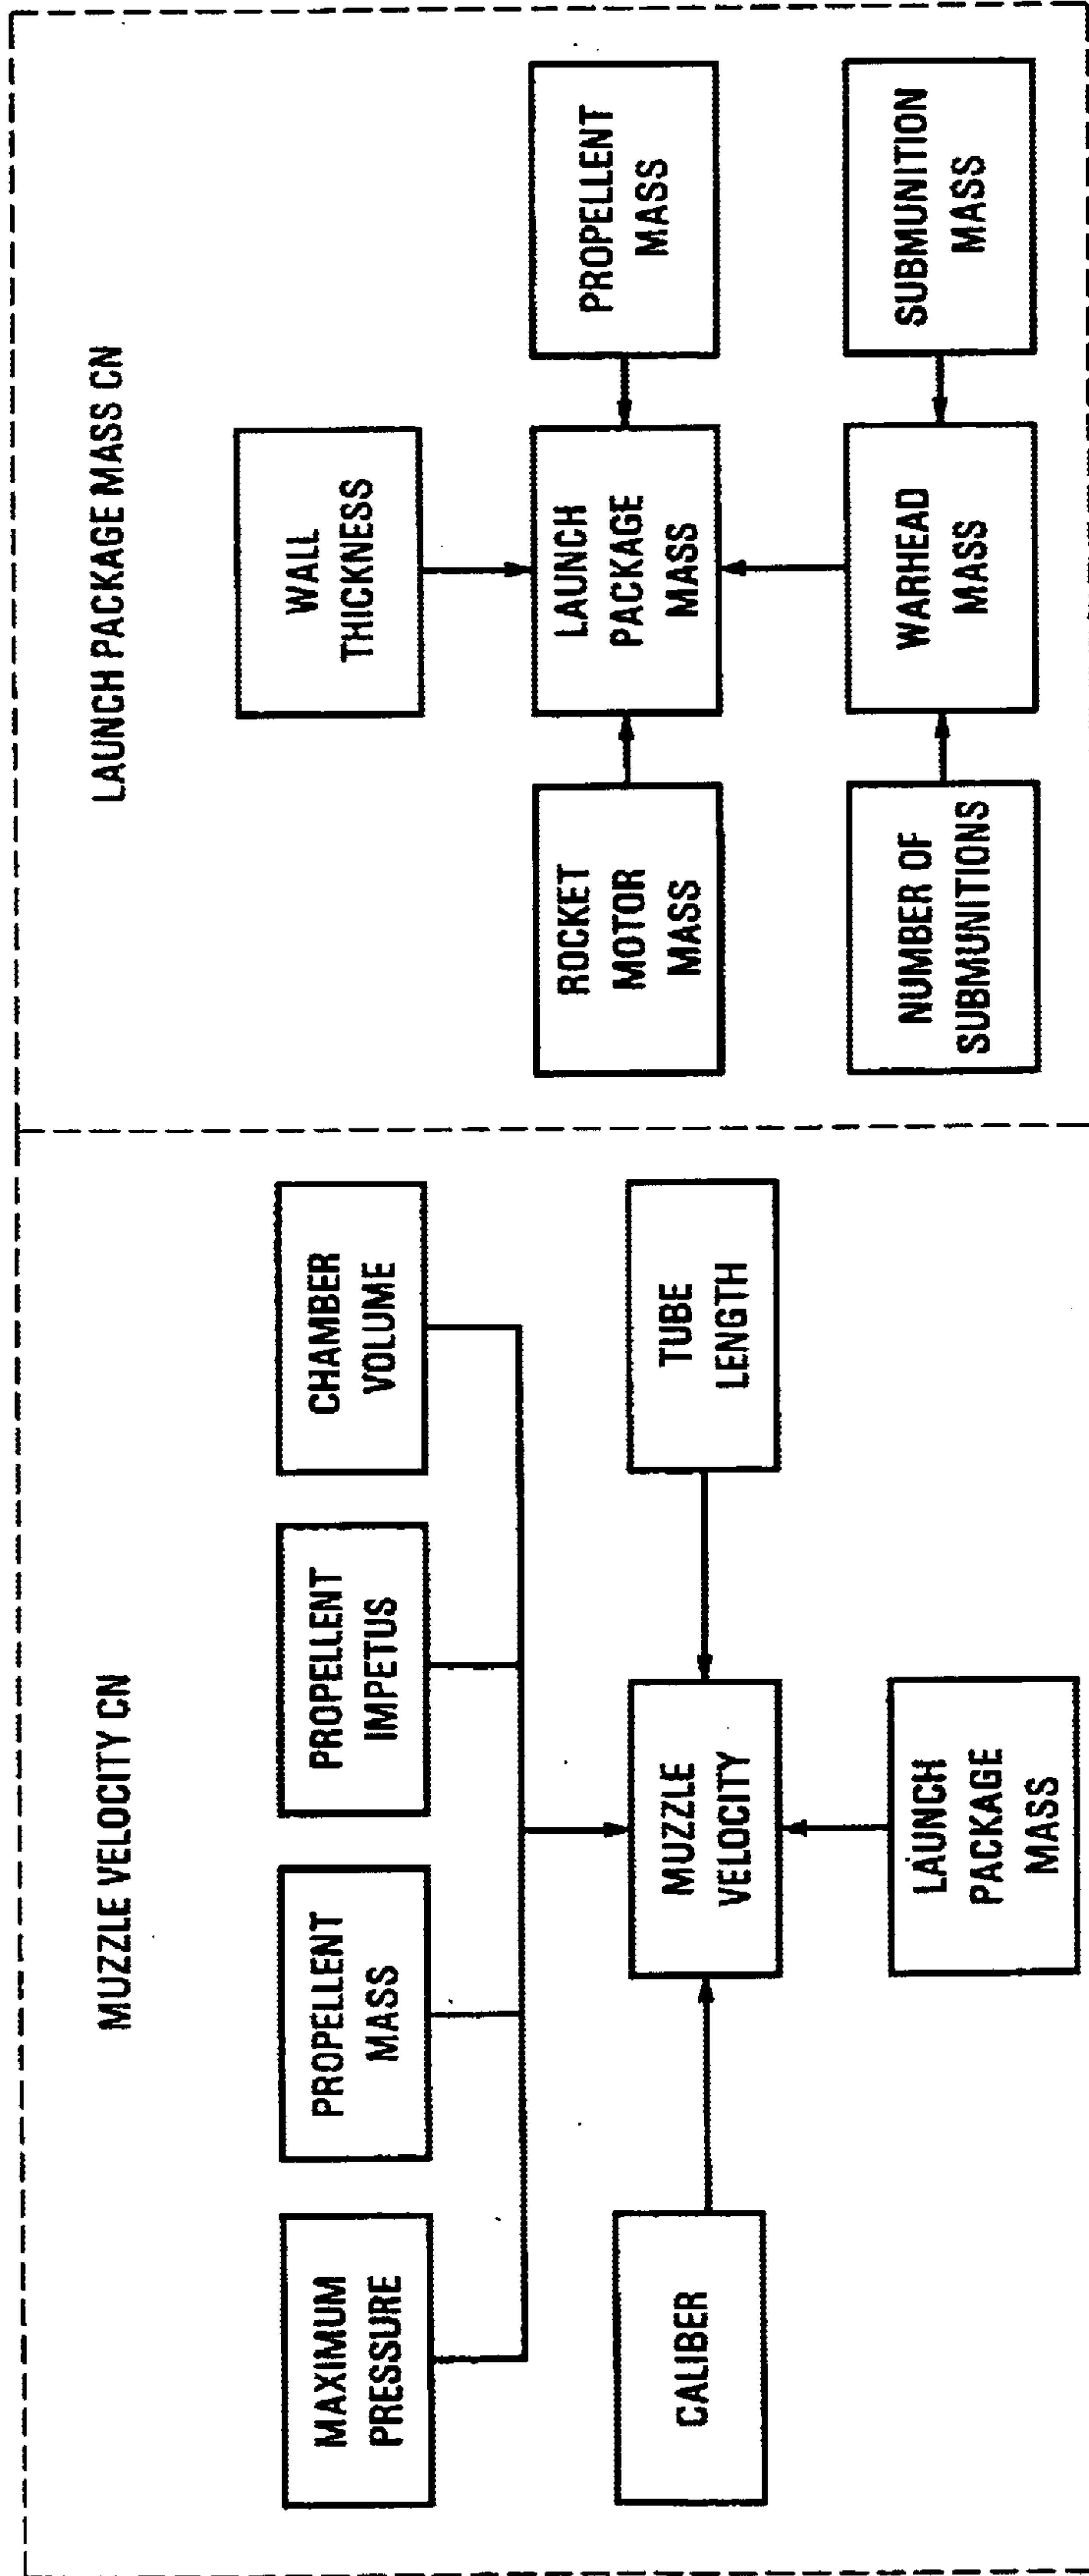 MUZZLE VELOCITY CN
MAXIMUM
PRESSURE
PROPELLENT
MASS
PROPELLENT
IMPETUS
CHAMBER
VOLUME
CALIBER
MUZZLE
VELOCITY
TUBE
LENGTH
LAUNCH
PACKAGE
MASS
LAUNCH PACKAGE MASS CN
WALL
THICKNESS
ROCKET
MOTOR
MASS
LAUNCH
PACKAGE
MASS
PROPELLENT
MASS
NUMBER OF
SUBMUNITIONS
WARHEAD
MASS
SUBMUNITION
MASS